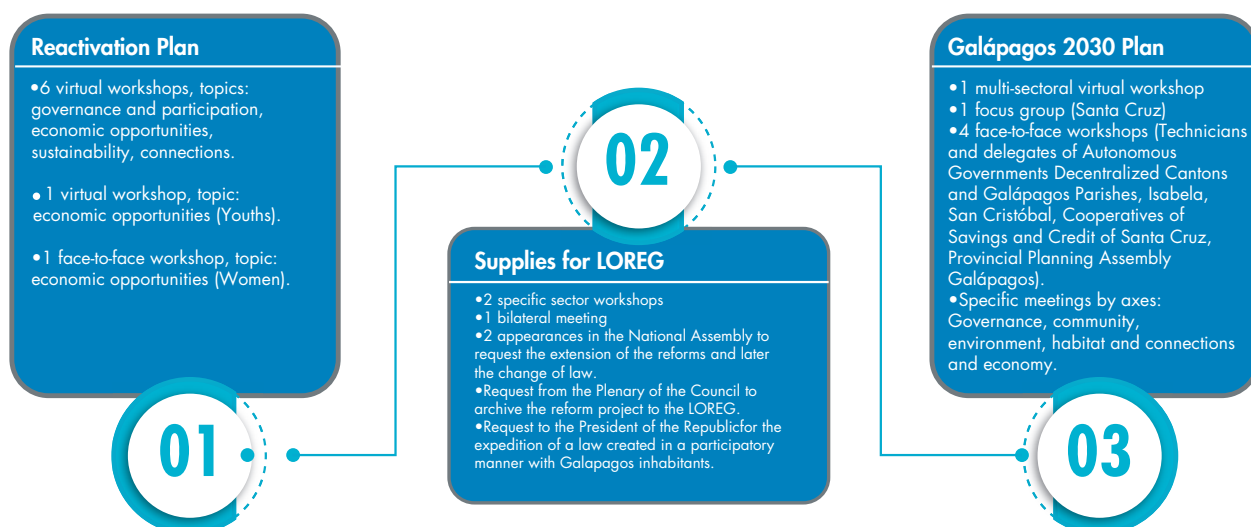 Reactivation Plan
•6 virtual workshops, topics:
governance and participation,
economic opportunities,
sustainability, connections.
• 1 virtual workshop, topic:
economic opportunities (Youths).
•1 face-to-face workshop, topic:
economic opportunities (Women).
01
02
Supplies for LOREG
•2 specific sector workshops
•1 bilateral meeting
•2 appearances in the National Assembly to
request the extension of the reforms and later
the change of law.
•Request from the Plenary of the Council to
archive the reform project to the LOREG.
•Request to the President of the Republicfor the
expedition of a law created in a participatory
manner with Galapagos inhabitants.
Galápagos 2030 Plan
•1 multi-sectoral virtual workshop
•1 focus group (Santa Cruz)
•4 face-to-face workshops (Technicians
and delegates of Autonomous
Governments Decentralized Cantons
and Galápagos Parishes, Isabela,
San Cristóbal, Cooperatives of
Savings and Credit of Santa Cruz,
Provincial Planning Assembly
Galápagos).
•Specific meetings by axes:
Governance, community,
environment, habitat and connections
and economy.
03